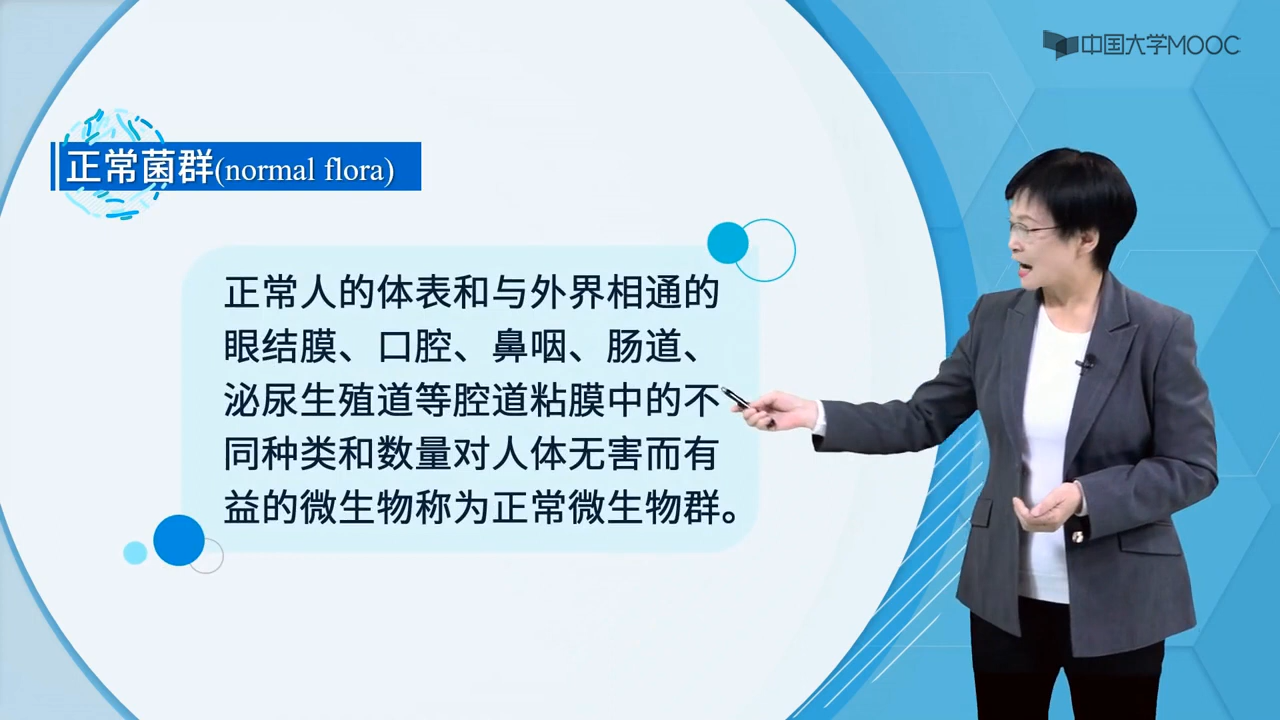 中国大学MOOC
正常菌群(normal flora)
正常人的体表和与外界相通的
眼结膜、口腔、鼻咽、肠道、
泌尿生殖道等腔道粘膜中的不
同种类和数量对人体无害而有
益的微生物称为正常微生物群。